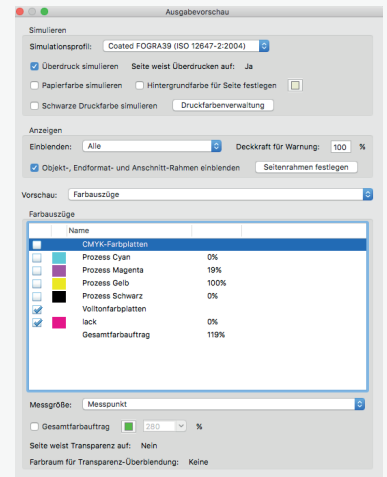 Ausgabevorschau
Simulieren
Simulationsprofil: Coated FOGRA39 (ISO 12647-2:2004)
Überdruck simulieren Seite weist Überdrucken auf: Ja
Papierfarbe simulieren Hintergrundfarbe für Seite festlegen
Schwarze Druckfarbe simulieren Druckfarbenverwaltung
Anzeigen
Einblenden: Alle Deckkraft für Warnung: 100 %
Objekt-, Endformat- und Anschnitt-Rahmen einblenden Seitenrahmen festlegen
Vorschau: Farbauszüge
Farbauszüge
Name
CMYK-Farbplatten
Prozess Cyan 0%
Prozess Magenta 19%
Prozess Gelb 100%
Prozess Schwarz 0%
Volltonfarbplatten
lack 0%
Gesamtfarbauftrag 119%
Messgröße: Messpunkt
Gesamtfarbauftrag 280 %
Seite weist Transparenz auf: Nein
Farbraum für Transparenz-Überblendung: Keine